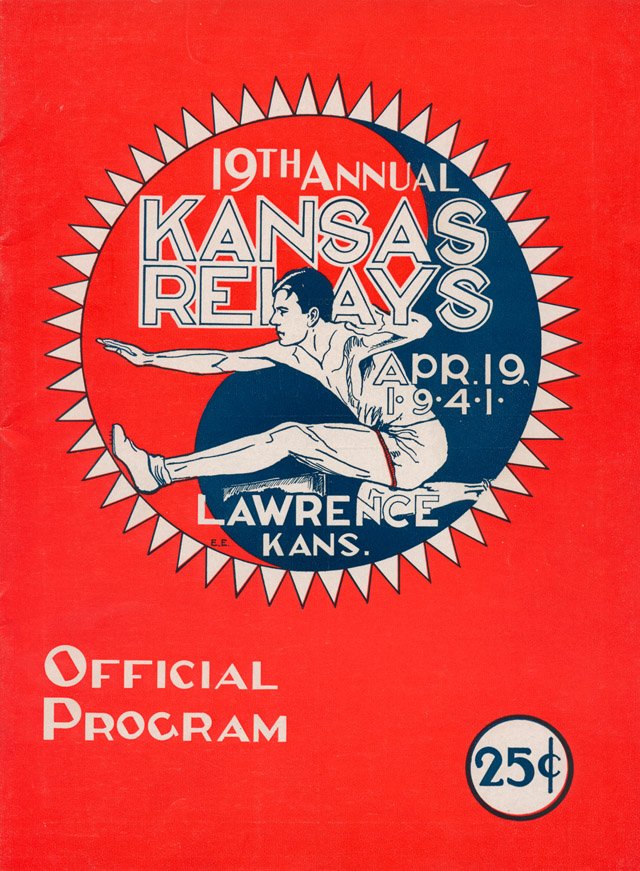 19TH ANNUAL
KANSAS
RELAYS
APR. 19,
1·9·4·1·
LAWRENCE
KANS.
E.E.
OFFICIAL
PROGRAM
25¢